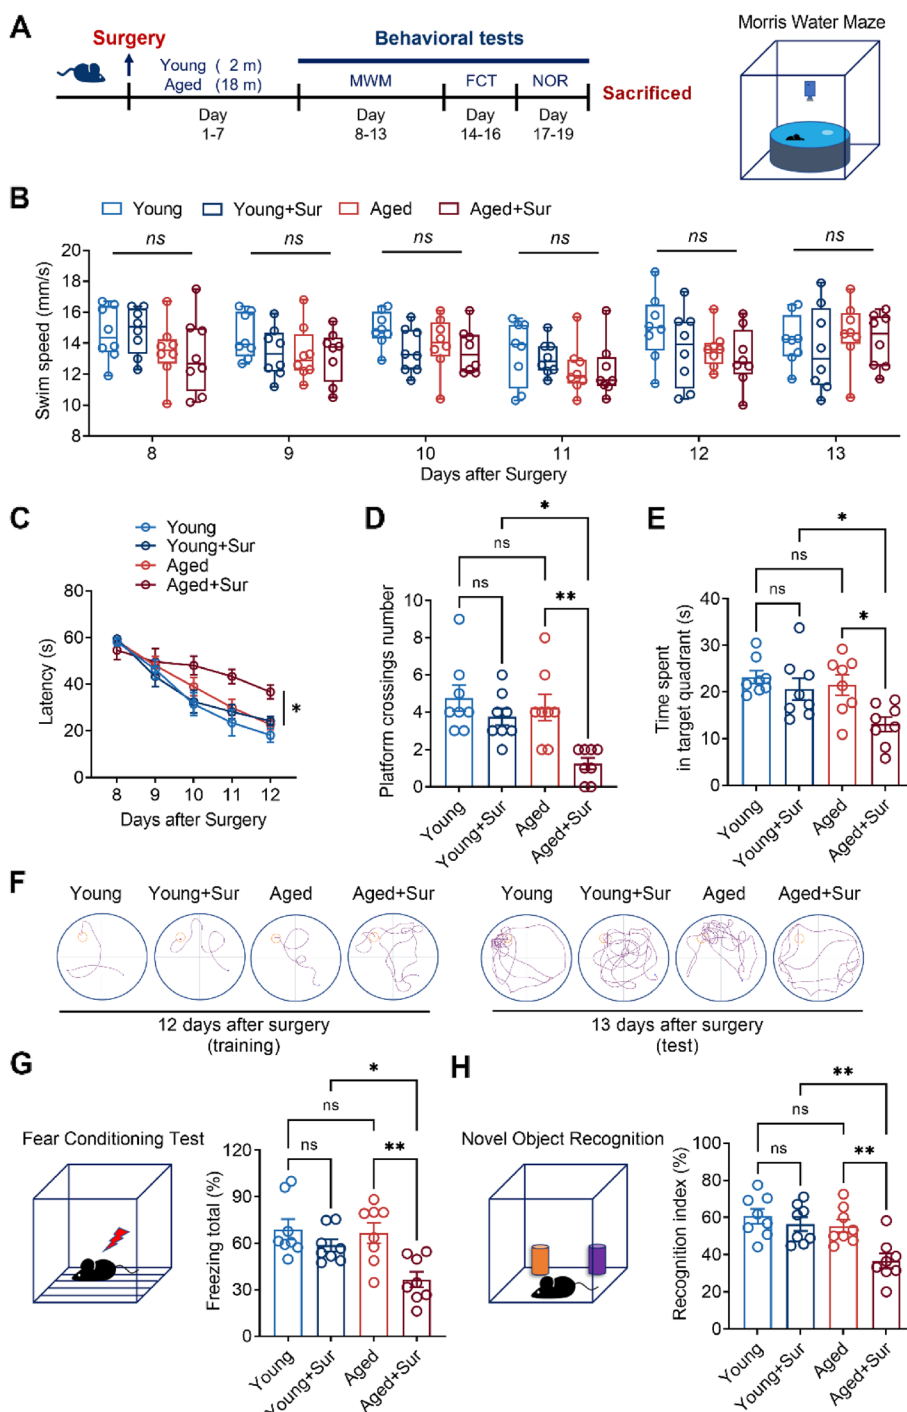 A
Surgery
Behavioral tests
Young ( 2 m)
Aged (18 m)
MWM
FCT
NOR
Sacrificed
Day
1-7
Day
8-13
Day
14-16
Day
17-19
Morris Water Maze
B
Young
Young+Sur
Aged
Aged+Sur
ns ns ns ns ns ns
Swim speed (mm/s)
20
18
16
14
12
10
8
8 9 10 11 12 13
Days after Surgery
C
Young
Young+Sur
Aged
Aged+Sur
Latency (s)
80
60
40
20
0
*
8 9 10 11 12
Days after Surgery
D
*
ns
ns
**
Platform crossings number
10
8
6
4
2
0
Young
Young+Sur
Aged
Aged+Sur
E
*
ns
ns
*
Time spent
in target quadrant (s)
40
30
20
10
0
Young
Young+Sur
Aged
Aged+Sur
F
Young Young+Sur Aged Aged+Sur
Young Young+Sur Aged Aged+Sur
12 days after surgery
(training)
13 days after surgery
(test)
G
Fear Conditioning Test
*
ns
ns
**
Freezing total (%)
120
90
60
30
0
Young
Young+Sur
Aged
Aged+Sur
H
Novel Object Recognition
**
ns
ns
**
Recognition index (%)
100
80
60
40
20
0
Young
Young+Sur
Aged
Aged+Sur